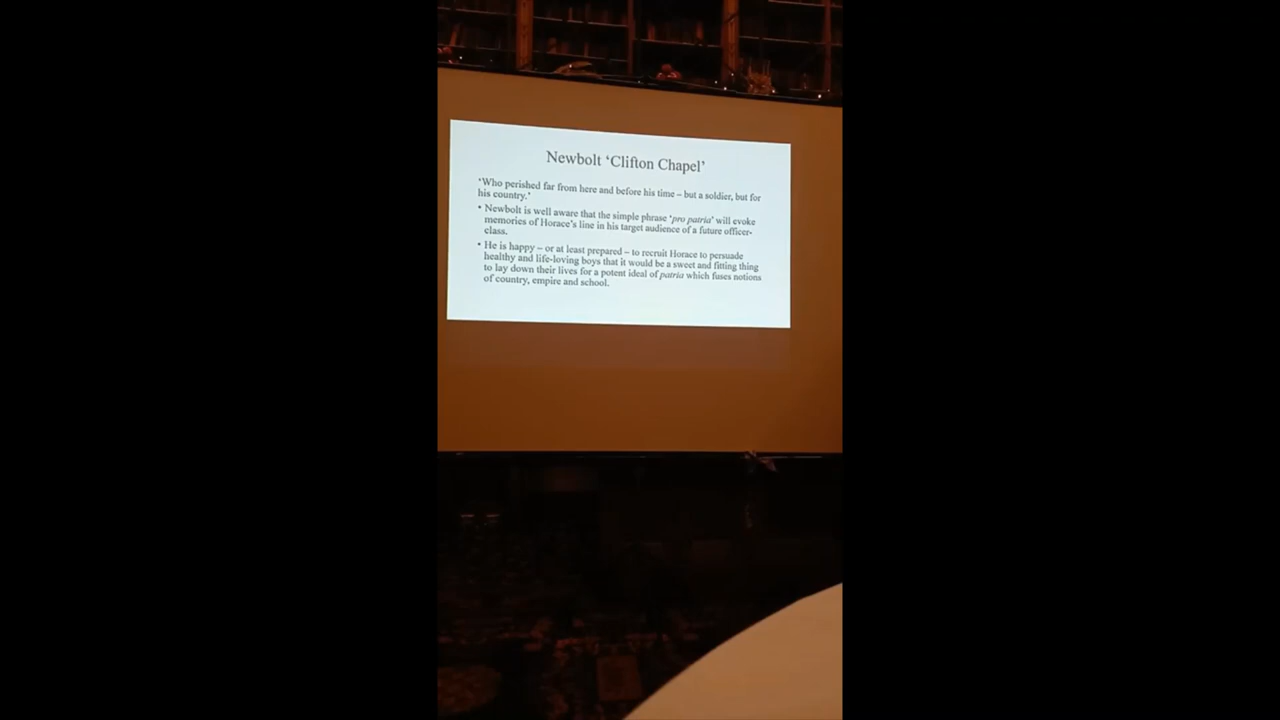 Newbolt ‘Clifton Chapel’
‘Who perished far from here and before his time – but a soldier, but for
his country.’
• Newbolt is well aware that the simple phrase ‘pro patria’ will evoke
memories of Horace’s line in his target audience of a future officer-
class.
• He is happy – or at least prepared – to recruit Horace to persuade
healthy and life-loving boys that it would be a sweet and fitting thing
to lay down their lives for a potent ideal of patria which fuses notions
of country, empire and school.